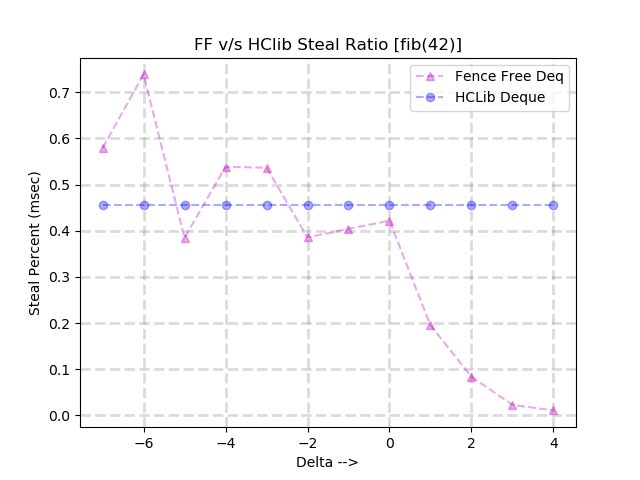 FF v/s HClib Steal Ratio [fib(42)]
Fence Free Deq
HCLib Deque
Steal Percent (msec)
0.7
0.6
0.5
0.4
0.3
0.2
0.1
0.0
−6 −4 −2 0 2 4
Delta -->